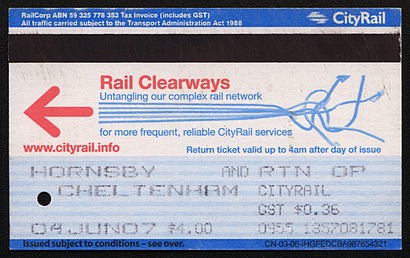 RailCorp ABN 59 325 778 353 Tax Invoice (includes GST)
All traffic carried subject to the Transport Administration Act 1988
CityRail
Rail Clearways
Untangling our complex rail network
www.cityrail.info
for more frequent, reliable CityRail services
Return ticket valid up to 4am after day of issue
HORNSBY AND RTN OP
CHELTENHAM CITYRAIL
GST $0.36
04JUN07 $4.00 0955 1857081781
Issued subject to conditions – see over.
CN-03-06-IHGFEDCBA987654321